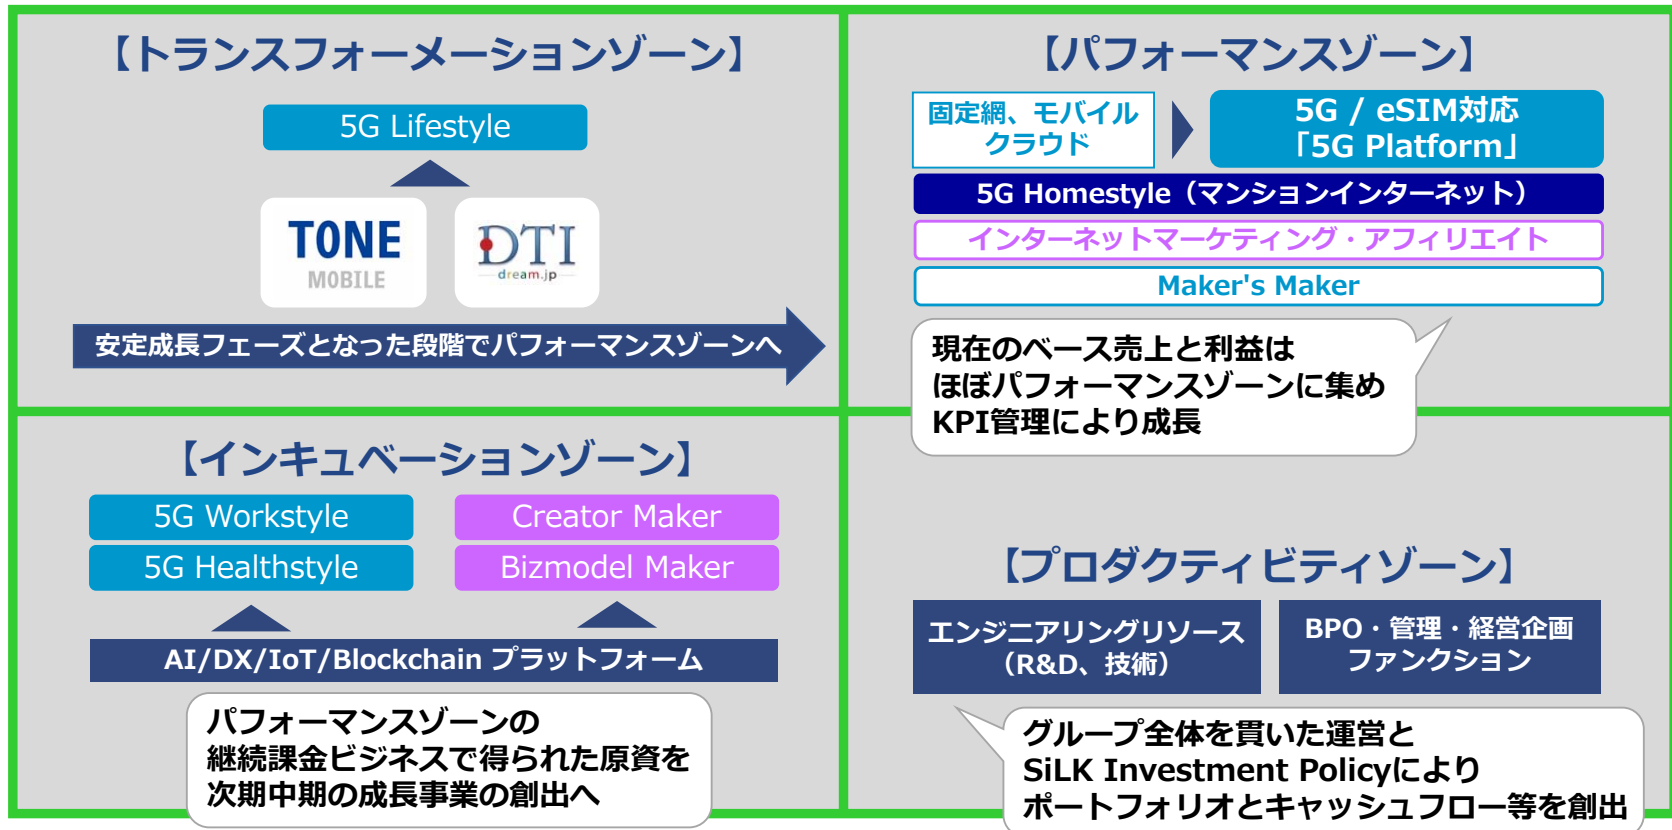 【トランスフォーメーションゾーン】
5G Lifestyle
TONE
MOBILE
DTI
dream.jp
安定成長フェーズとなった段階でパフォーマンスゾーンへ
【パフォーマンスゾーン】
固定網、モバイル
クラウド
5G / eSIM対応
「5G Platform」
5G Homestyle（マンションインターネット）
インターネットマーケティング・アフィリエイト
Maker's Maker
現在のベース売上と利益は
ほぼパフォーマンスゾーンに集め
KPI管理により成長
【インキュベーションゾーン】
5G Workstyle
Creator Maker
5G Healthstyle
Bizmodel Maker
AI/DX/IoT/Blockchain プラットフォーム
パフォーマンスゾーンの
継続課金ビジネスで得られた原資を
次期中期の成長事業の創出へ
【プロダクティビティゾーン】
エンジニアリングリソース
（R&D、技術）
BPO・管理・経営企画
ファンクション
グループ全体を貫いた運営と
SiLK Investment Policyにより
ポートフォリオとキャッシュフロー等を創出